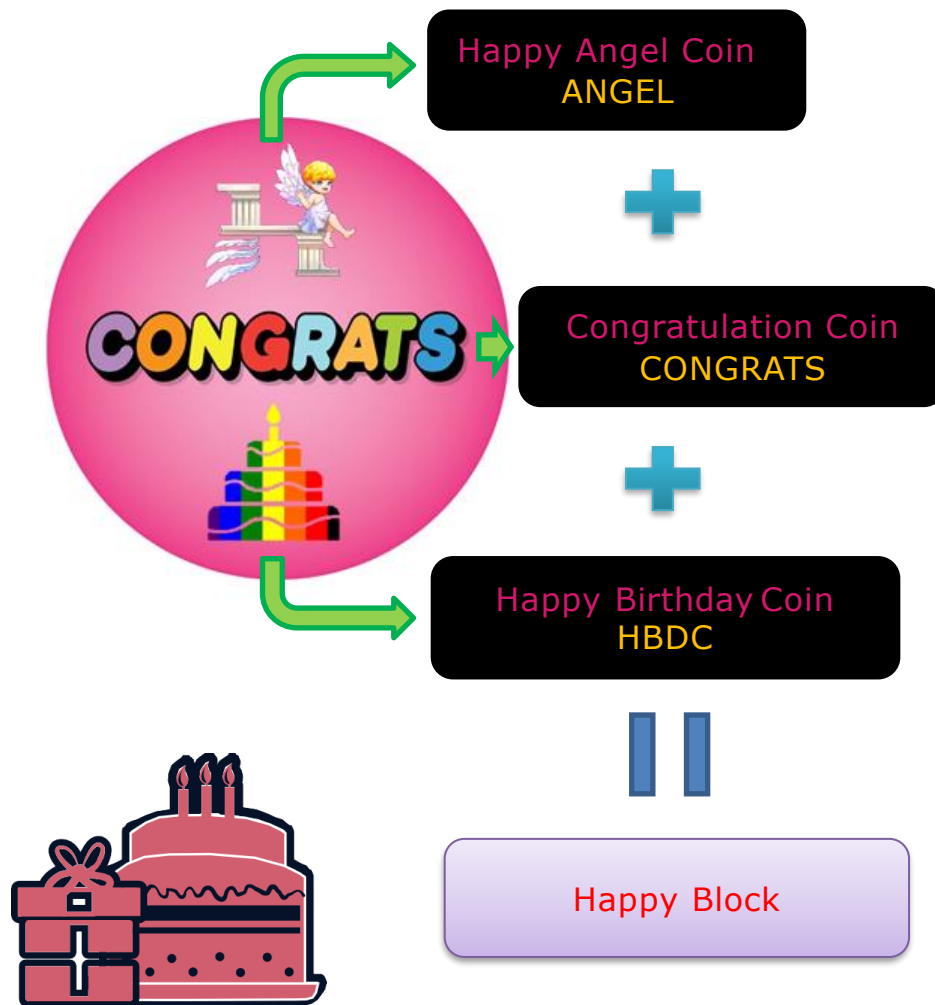 Happy Angel Coin
ANGEL
CONGRATS
Congratulation Coin
CONGRATS
Happy Birthday Coin
HBDC
Happy Block